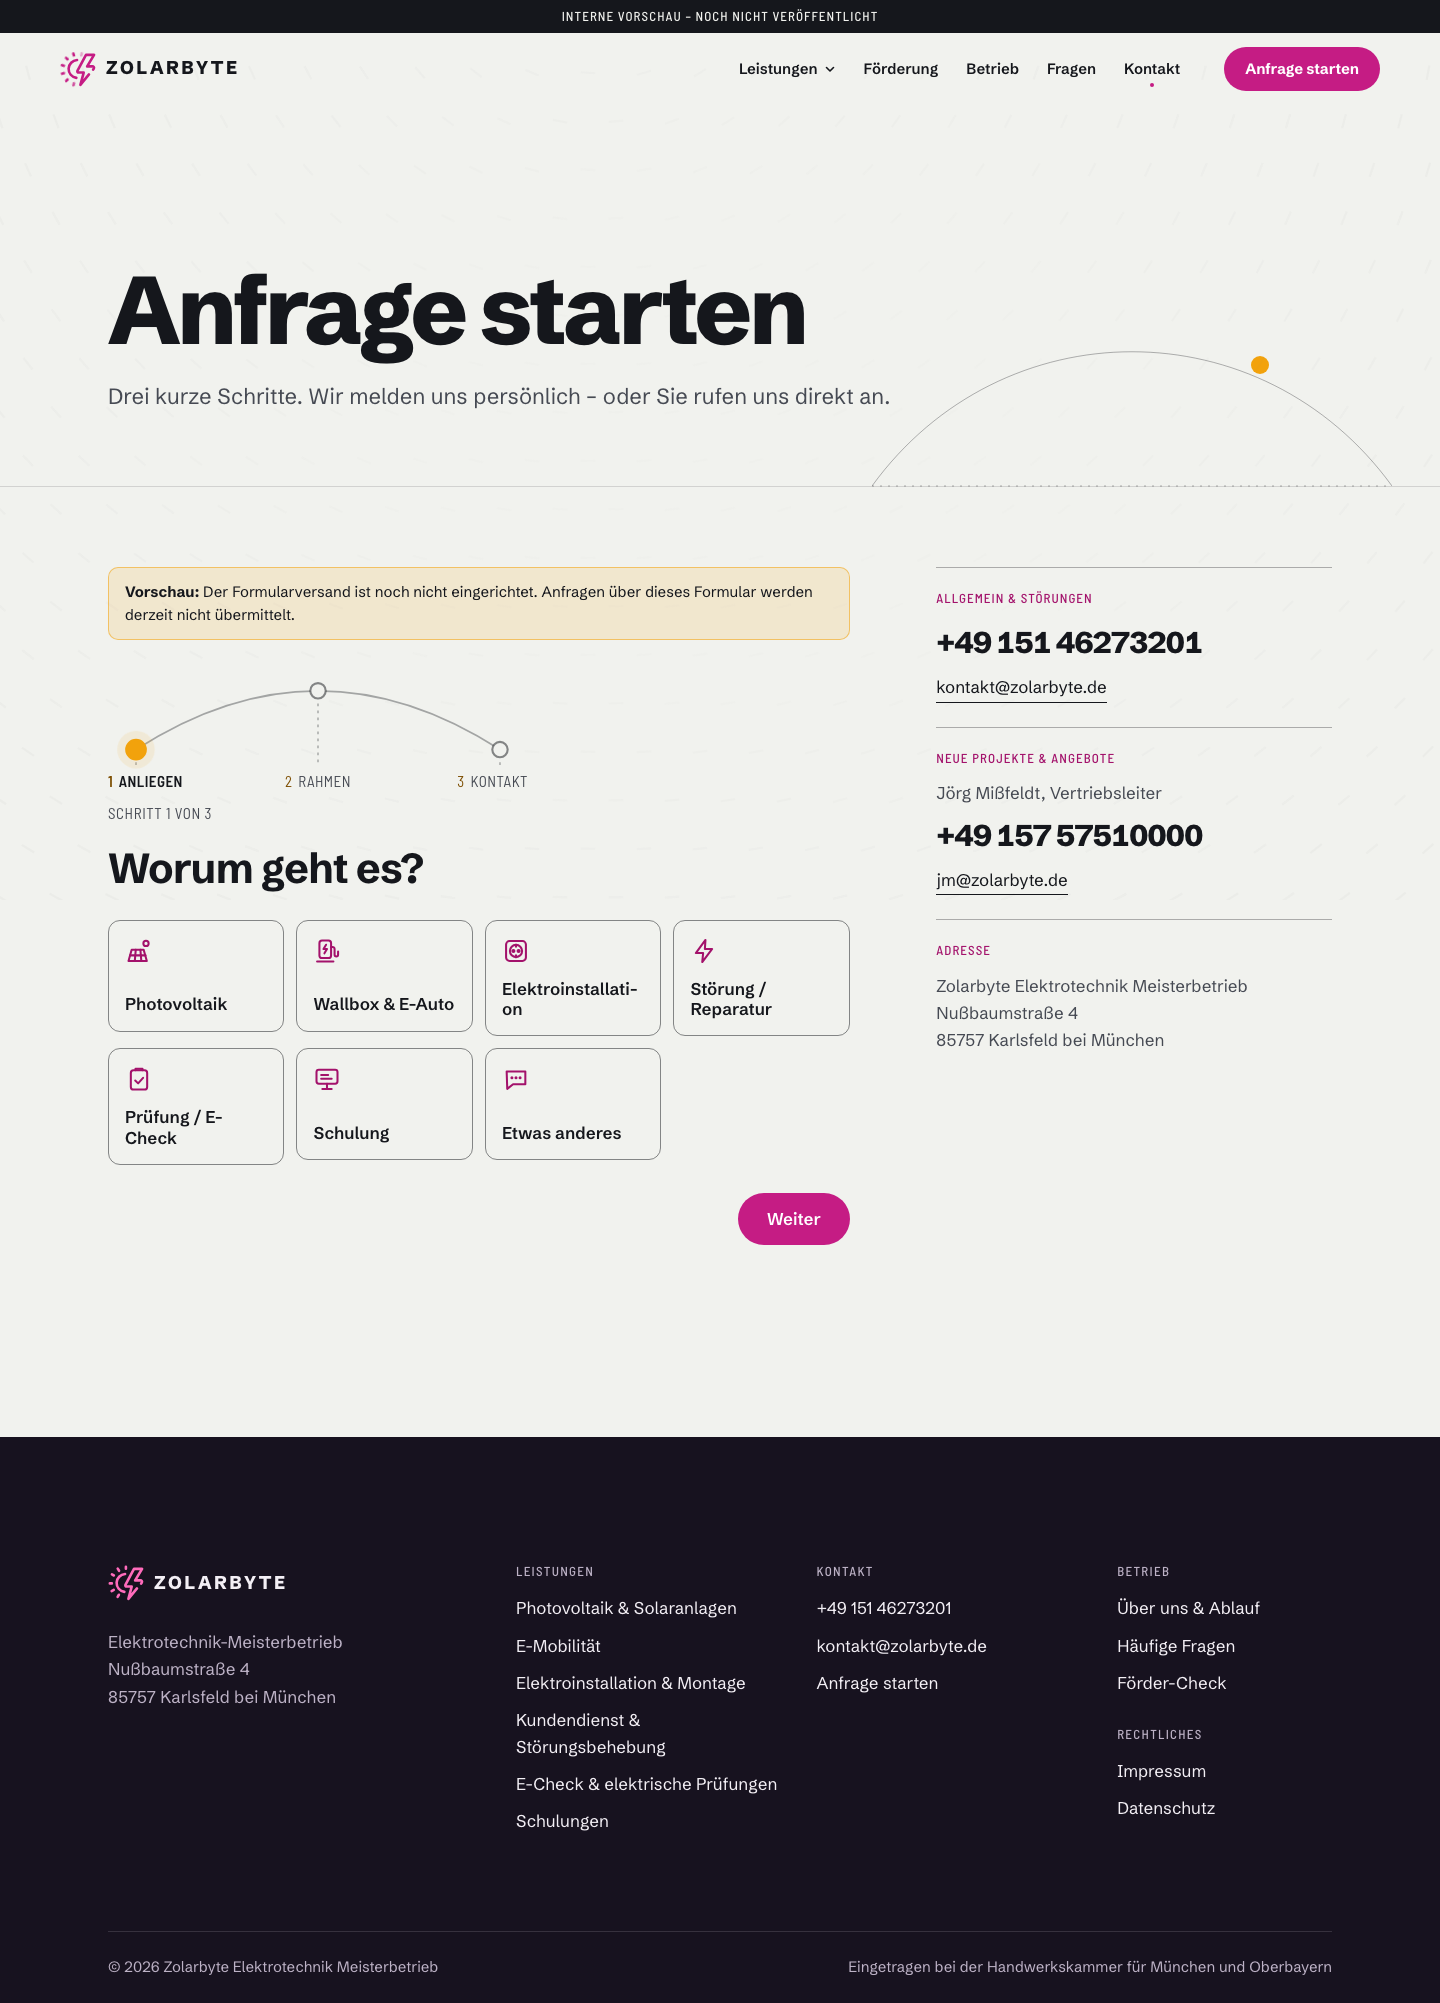 INTERNE VORSCHAU – NOCH NICHT VERÖFFENTLICHT
ZOLARBYTE
Leistungen
Förderung
Betrieb
Fragen
Kontakt
Anfrage starten
Anfrage starten
Drei kurze Schritte. Wir melden uns persönlich – oder Sie rufen uns direkt an.
Vorschau: Der Formularversand ist noch nicht eingerichtet. Anfragen über dieses Formular werden
derzeit nicht übermittelt.
1 ANLIEGEN
2 RAHMEN
3 KONTAKT
SCHRITT 1 VON 3
Worum geht es?
Photovoltaik
Wallbox & E-Auto
Elektroinstallati-
on
Störung /
Reparatur
Prüfung / E-
Check
Schulung
Etwas anderes
Weiter
ALLGEMEIN & STÖRUNGEN
+49 151 46273201
kontakt@zolarbyte.de
NEUE PROJEKTE & ANGEBOTE
Jörg Mißfeldt, Vertriebsleiter
+49 157 57510000
jm@zolarbyte.de
ADRESSE
Zolarbyte Elektrotechnik Meisterbetrieb
Nußbaumstraße 4
85757 Karlsfeld bei München
ZOLARBYTE
Elektrotechnik-Meisterbetrieb
Nußbaumstraße 4
85757 Karlsfeld bei München
LEISTUNGEN
Photovoltaik & Solaranlagen
E-Mobilität
Elektroinstallation & Montage
Kundendienst &
Störungsbehebung
E-Check & elektrische Prüfungen
Schulungen
KONTAKT
+49 151 46273201
kontakt@zolarbyte.de
Anfrage starten
BETRIEB
Über uns & Ablauf
Häufige Fragen
Förder-Check
RECHTLICHES
Impressum
Datenschutz
© 2026 Zolarbyte Elektrotechnik Meisterbetrieb
Eingetragen bei der Handwerkskammer für München und Oberbayern